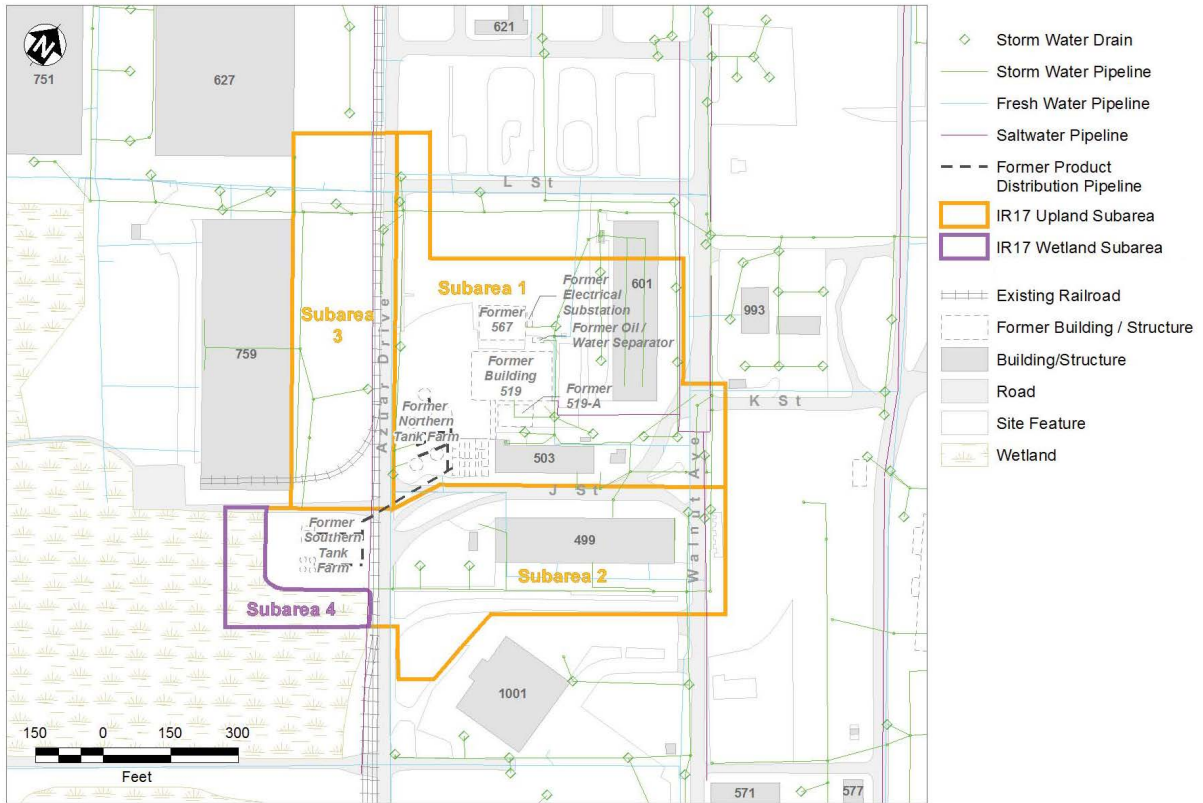 N
751
627
621
L St
Subarea 1
Former
Electrical
Substation
601
Former
567
Former Oil /
Water Separator
993
Subarea
3
759
Azuar Drive
Former
Building
519
Former
519-A
Former
Northern
Tank Farm
K St
503
J St
Walnut Ave
Former
Southern
Tank
Farm
499
Subarea 2
Subarea 4
1001
150 0 150 300
Feet
571
577
Storm Water Drain
Storm Water Pipeline
Fresh Water Pipeline
Saltwater Pipeline
Former Product
Distribution Pipeline
IR17 Upland Subarea
IR17 Wetland Subarea
Existing Railroad
Former Building / Structure
Building/Structure
Road
Site Feature
Wetland